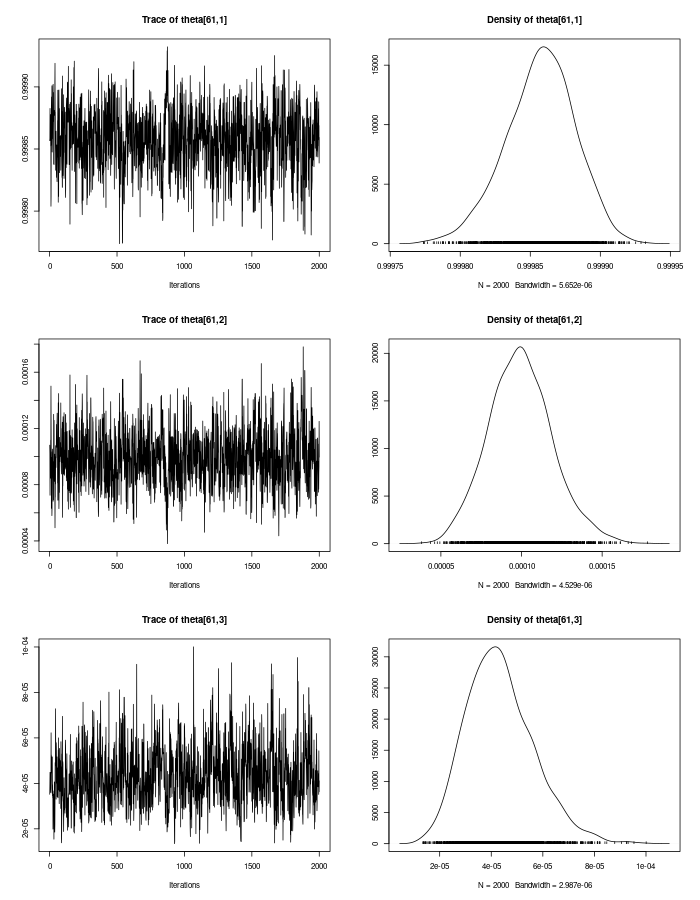 Trace of theta[61,1]
Density of theta[61,1]
0.99980 0.99985 0.99990
0 500 1000 1500 2000
Iterations
0 5000 10000 15000
0.99975 0.99980 0.99985 0.99990 0.99995
N = 2000 Bandwidth = 5.652e-06
Trace of theta[61,2]
Density of theta[61,2]
0.00004 0.00008 0.00012 0.00016
0 500 1000 1500 2000
Iterations
0 5000 10000 15000 20000
0.00005 0.00010 0.00015
N = 2000 Bandwidth = 4.529e-06
Trace of theta[61,3]
Density of theta[61,3]
2e-05 4e-05 6e-05 8e-05 1e-04
0 500 1000 1500 2000
Iterations
0 5000 10000 15000 20000 25000 30000
2e-05 4e-05 6e-05 8e-05 1e-04
N = 2000 Bandwidth = 2.987e-06